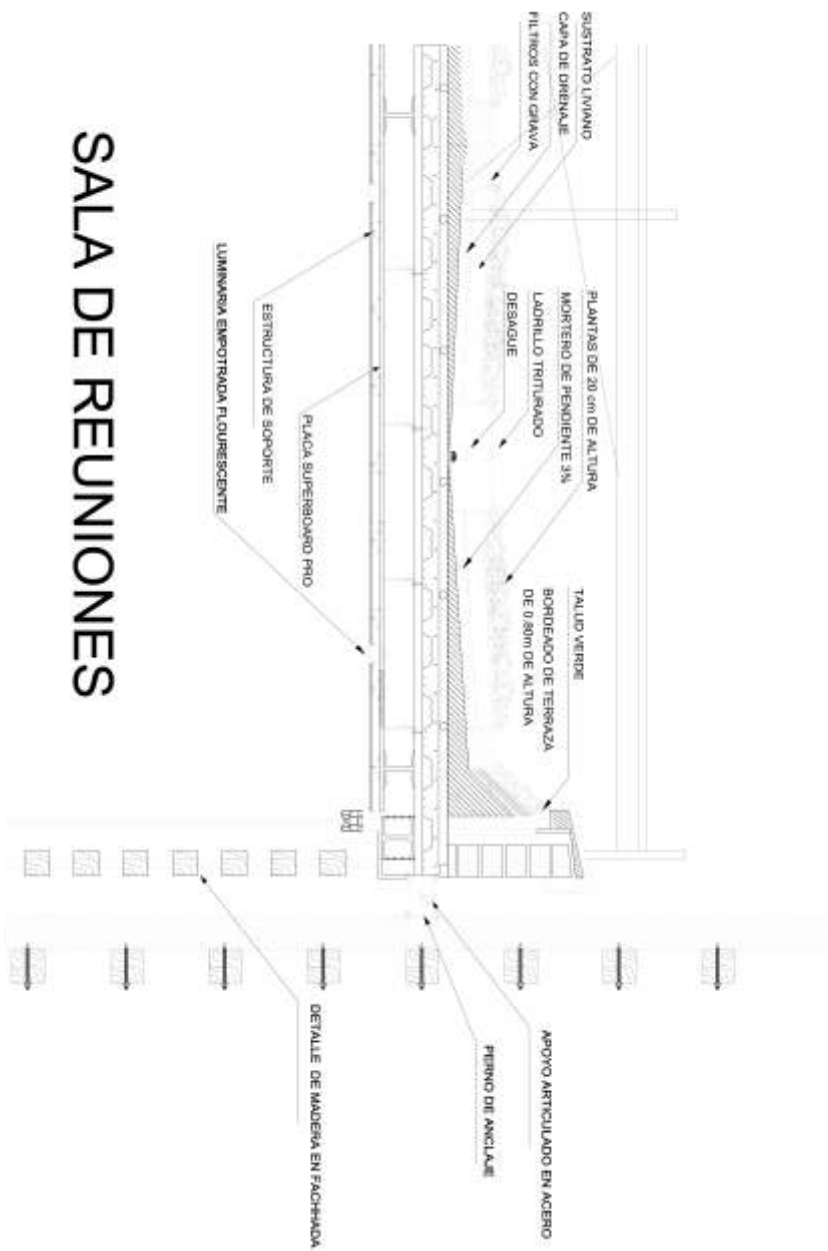 SUSTRATO LIVIANO
CAPA DE DRENAJE
FILTROS CON GRAVA
PLANTAS DE 20 cm DE ALTURA
MORTERO DE PENDIENTE 3%
LADRILLO TRITURADO
DESAGUE
TALUD VERDE
BORDEADO DE TERRAZA
DE 0.80m DE ALTURA
APOYO ARTICULADO EN ACERO
PERNO DE ANCLAJE
DETALLE DE MADERA EN FACHHADA
PLACA SUPERBOARD PRO
ESTRUCTURA DE SOPORTE
LUMINARIA EMPOTRADA FLOURESCENTE
SALA DE REUNIONES